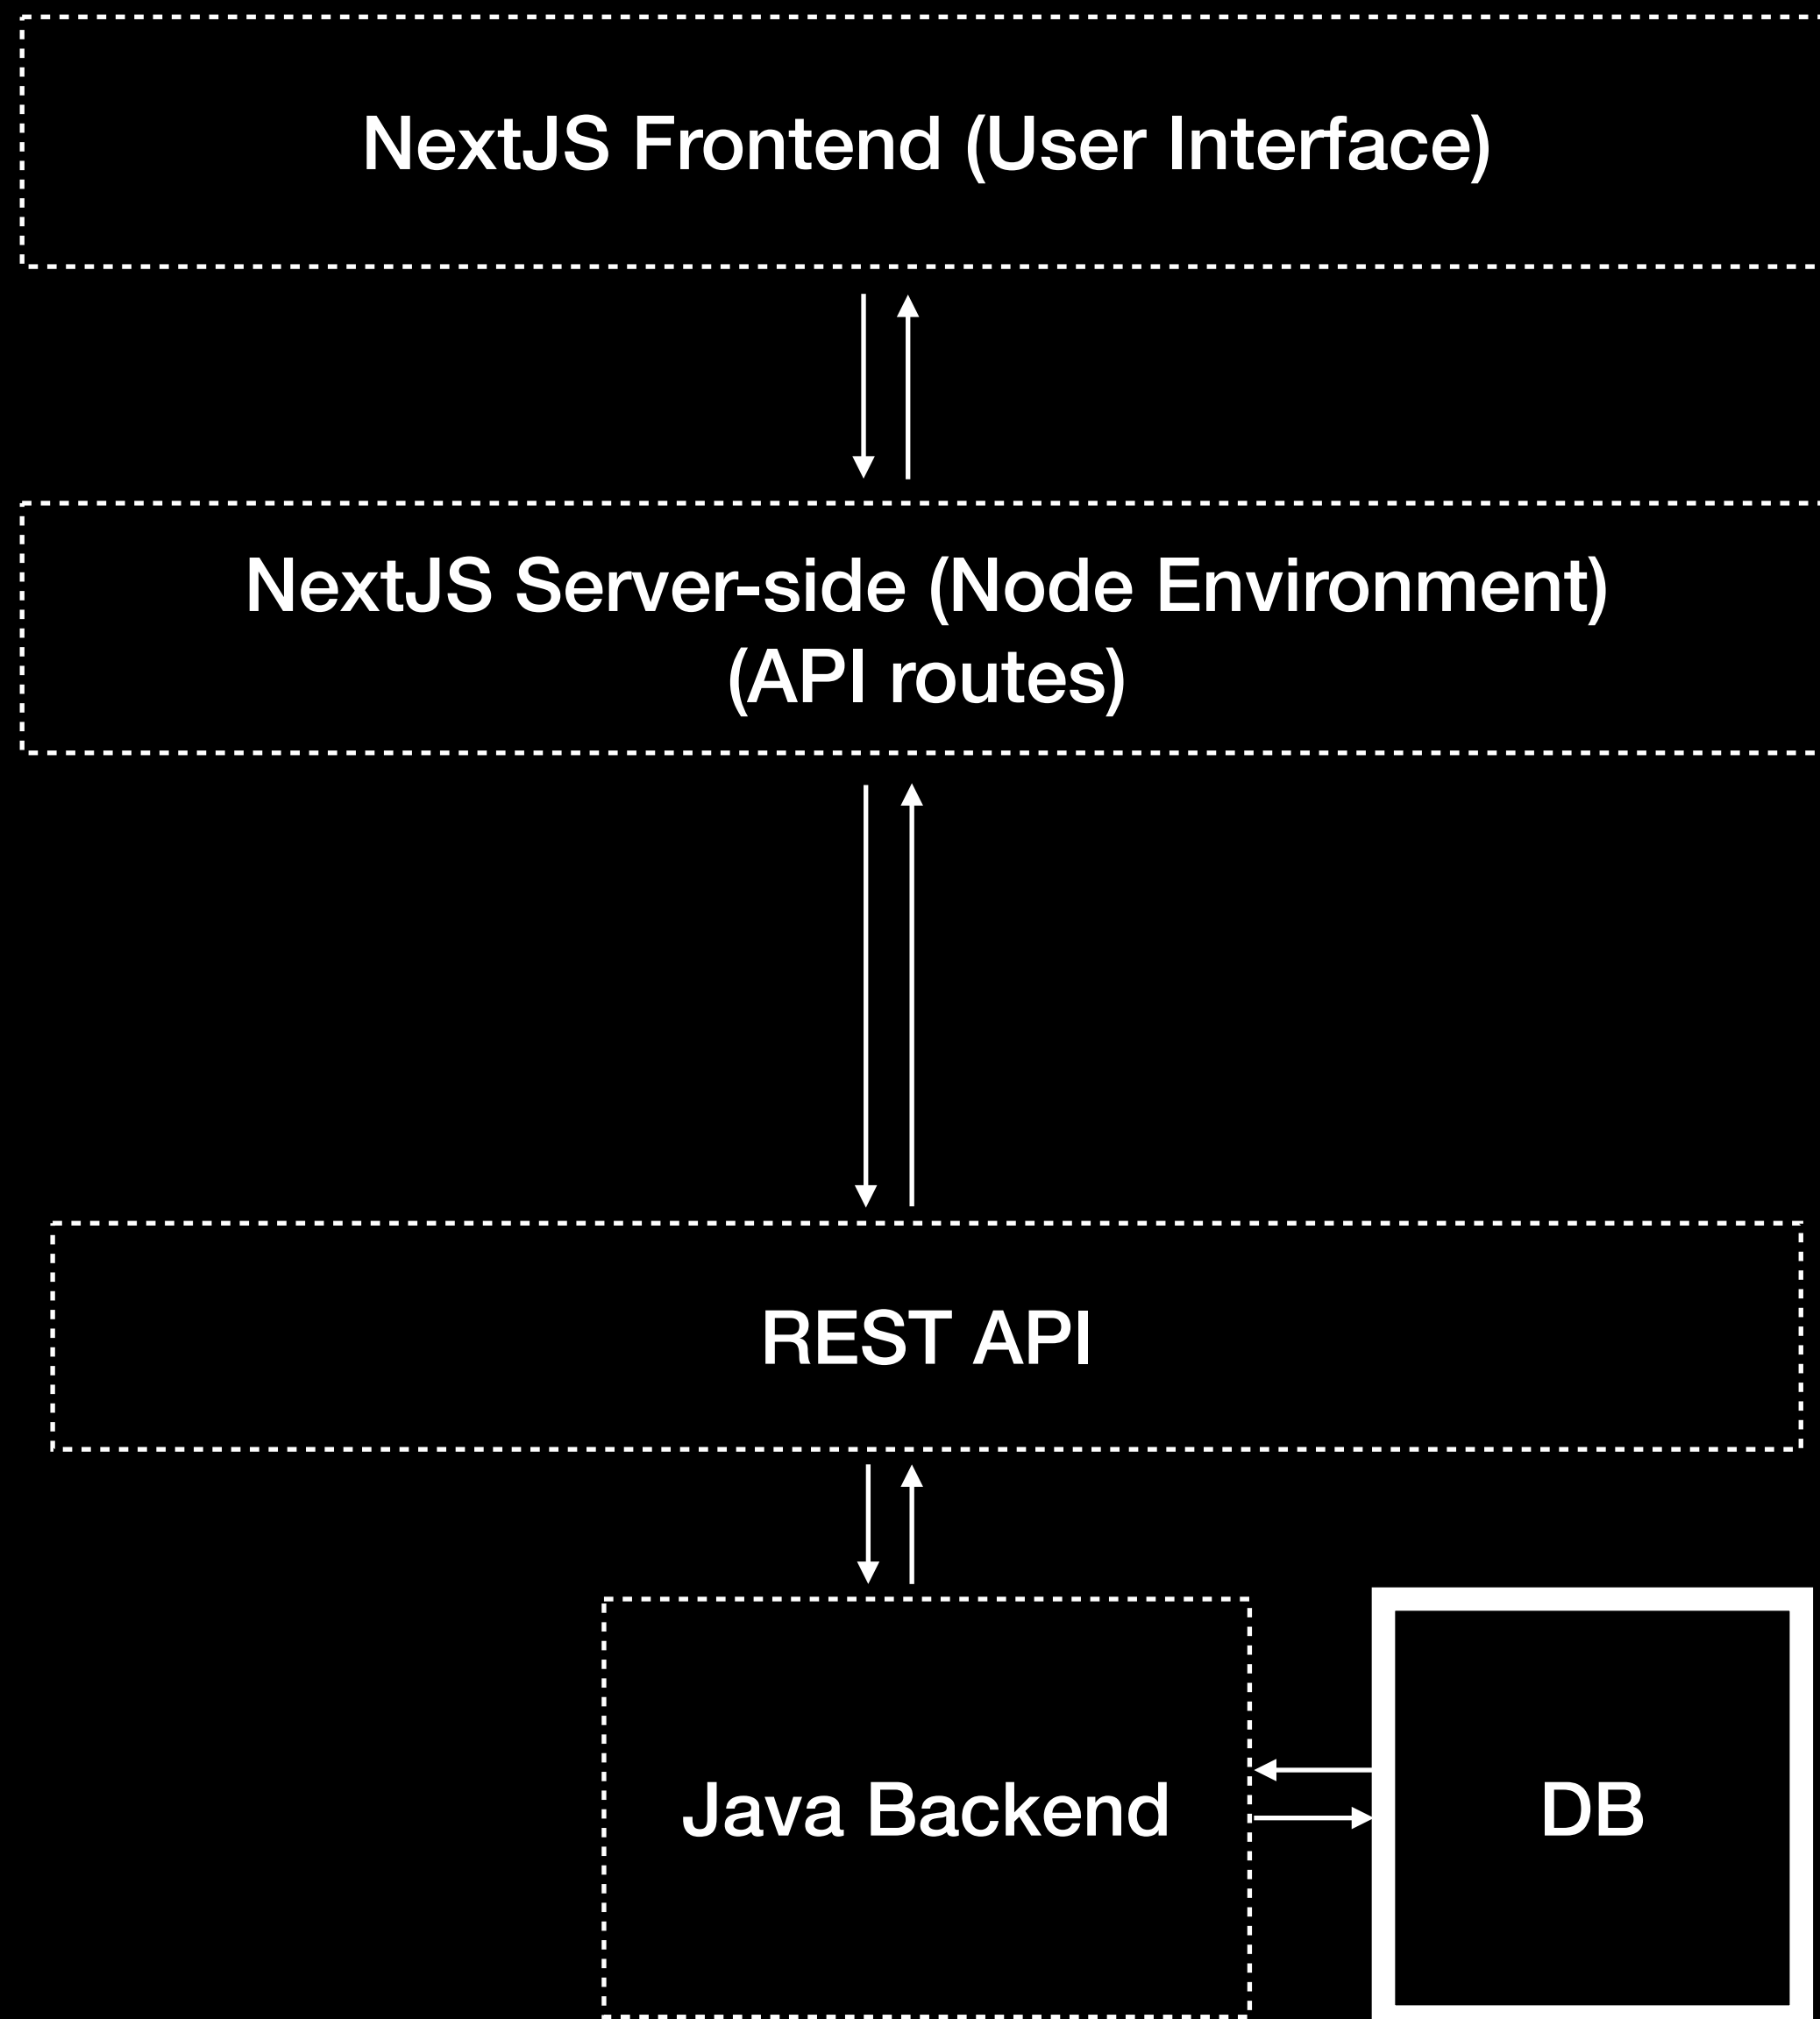 NextJS Frontend (User Interface)
NextJS Server-side (Node Environment)
(API routes)
REST API
Java Backend
DB